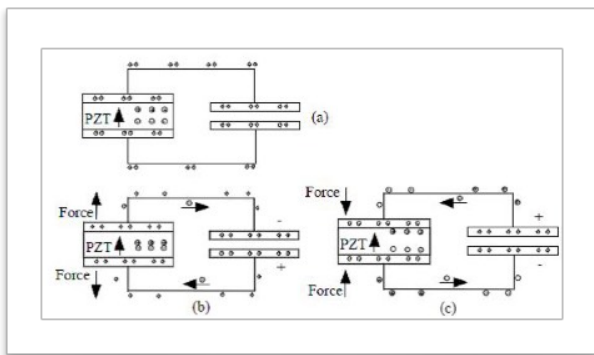 PZT
(a)
Force
PZT
Force
-
+
(b)
Force
PZT
Force
+
-
(c)